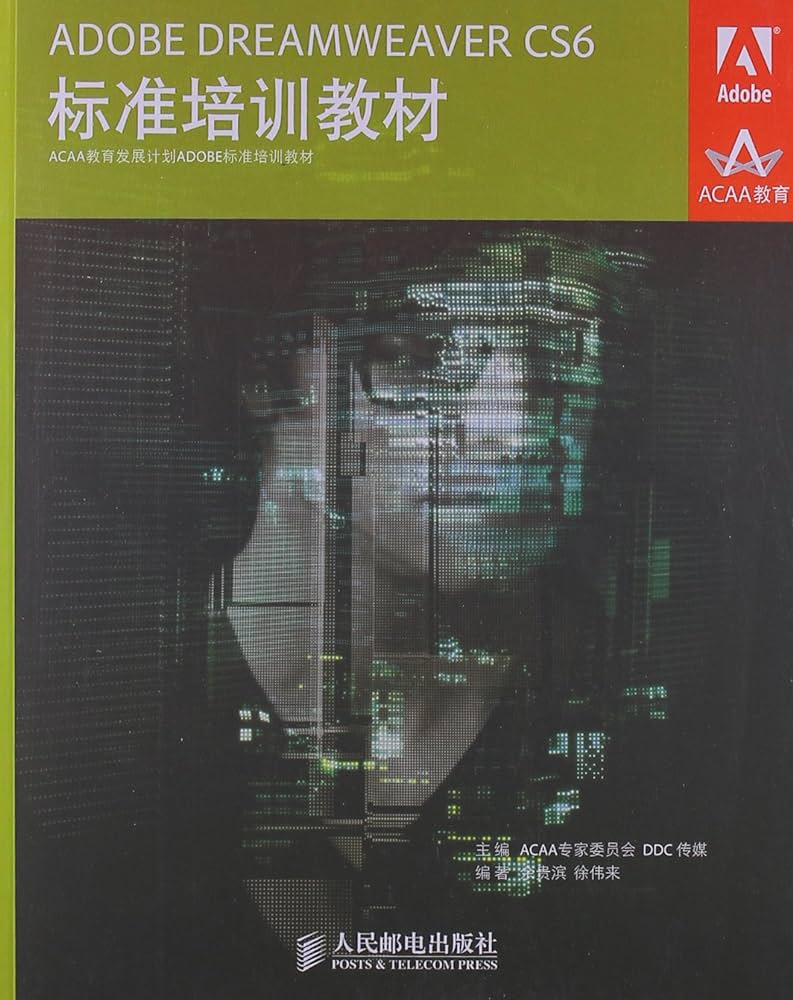 ADOBE DREAMWEAVER CS6
标准培训教材
ACAA教育发展计划ADOBE标准培训教材
Adobe
ACAA教育
主编 ACAA专家委员会 DDC 传媒
编著 贵滨 徐伟来
人民邮电出版社
POSTS & TELECOM PRESS